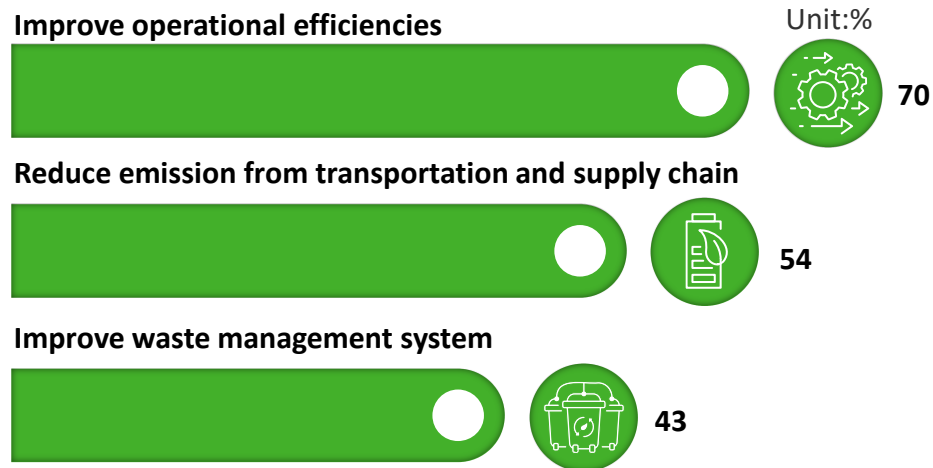 Improve operational efficiencies
Unit:%
70
Reduce emission from transportation and supply chain
54
Improve waste management system
43